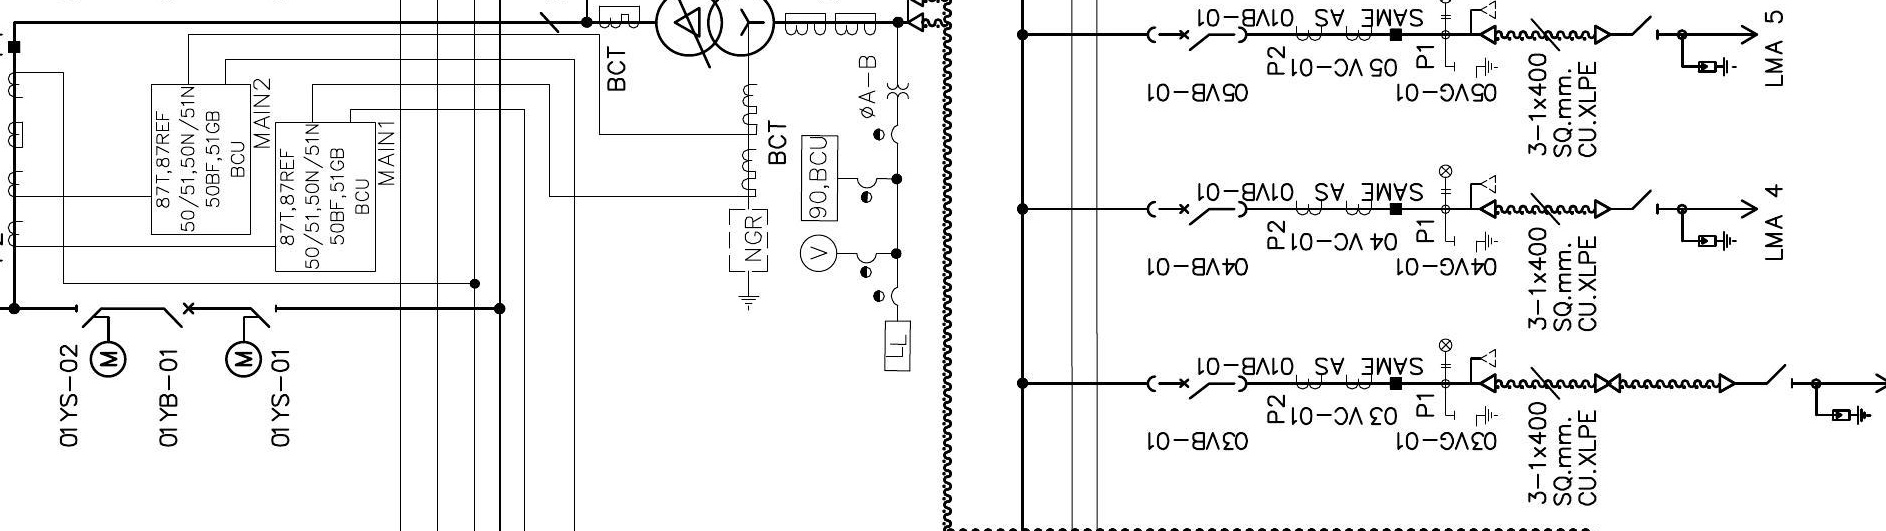 87T,87REF
50/51,50N/51N
50BF,51GB
BCU
MAIN2
87T,87REF
50/51,50N/51N
50BF,51GB
BCU
MAIN1
01YS-02
M
01YB-01
M
01YS-01
BCT
BCT
NGR
90,BCU
V
øA-B
LL
01VB-01
SAME AS
P2
05 VC-01
P1
05VB-01
05VG-01
3-1x400
SQ.mm.
CU.XLPE
LMA 5
01VB-01
SAME AS
P2
04 VC-01
P1
04VB-01
04VG-01
3-1x400
SQ.mm.
CU.XLPE
LMA 4
01VB-01
SAME AS
P2
03 VC-01
P1
03VB-01
03VG-01
3-1x400
SQ.mm.
CU.XLPE